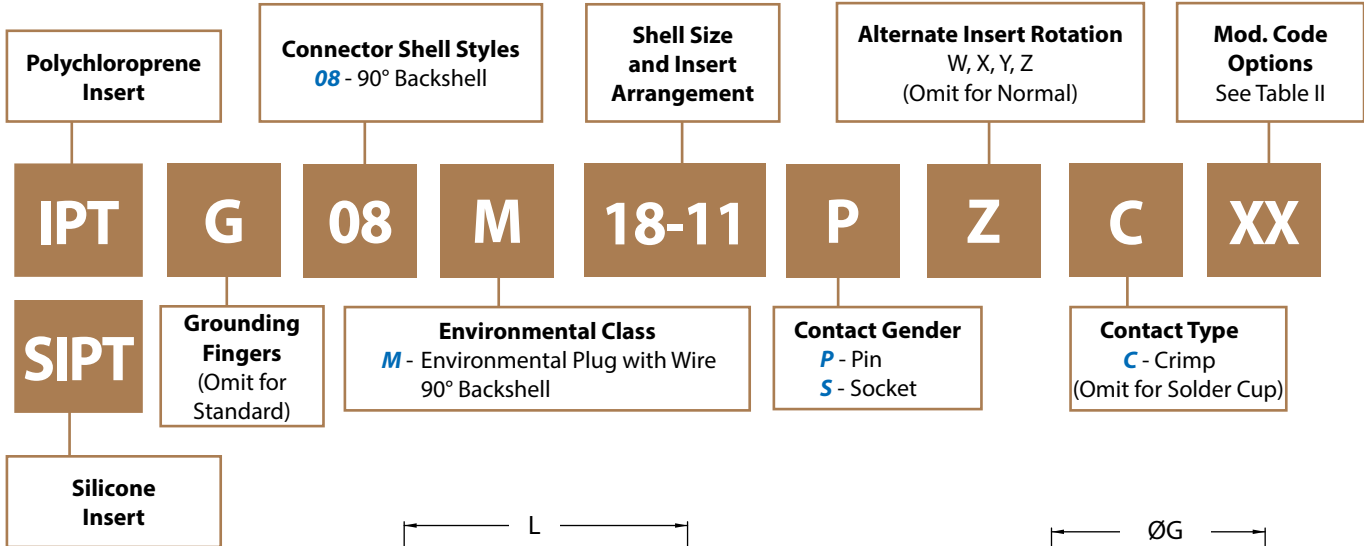 Polychloroprene
Insert
Connector Shell Styles
08 - 90° Backshell
Shell Size
and Insert
Arrangement
Alternate Insert Rotation
W, X, Y, Z
(Omit for Normal)
Mod. Code
Options
See Table II
IPT
G
08
M
18-11
P
Z
C
XX
SIPT
Grounding
Fingers
(Omit for
Standard)
Environmental Class
M - Environmental Plug with Wire
90° Backshell
Contact Gender
P - Pin
S - Socket
Contact Type
C - Crimp
(Omit for Solder Cup)
Silicone
Insert
L
ØG